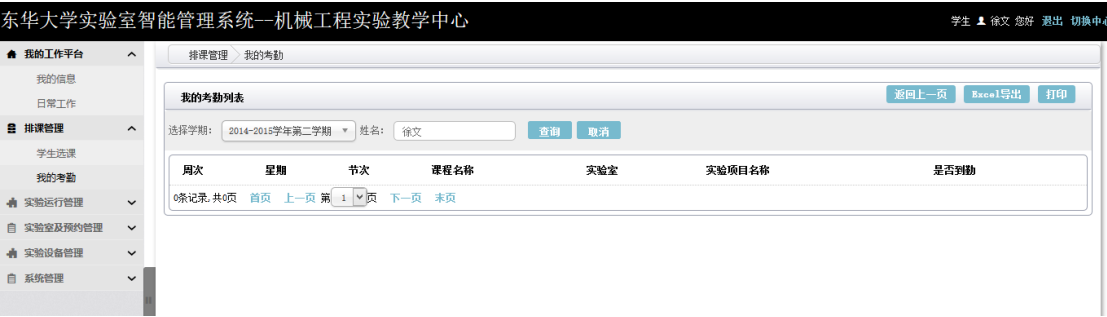 东华大学实验室智能管理系统--机械工程实验教学中心
学生 徐文 您好 退出 切换中心
我的工作平台
我的信息
日常工作
排课管理
学生选课
我的考勤
实验运行管理
实验室及预约管理
实验设备管理
系统管理
排课管理 我的考勤
我的考勤列表
返回上一页 Excel导出 打印
选择学期: 2014-2015学年第二学期 姓名: 徐文 查询 取消
周次 星期 节次 课程名称 实验室 实验项目名称 是否到勤
0条记录,共0页 首页 上一页 第 1 页 下一页 末页